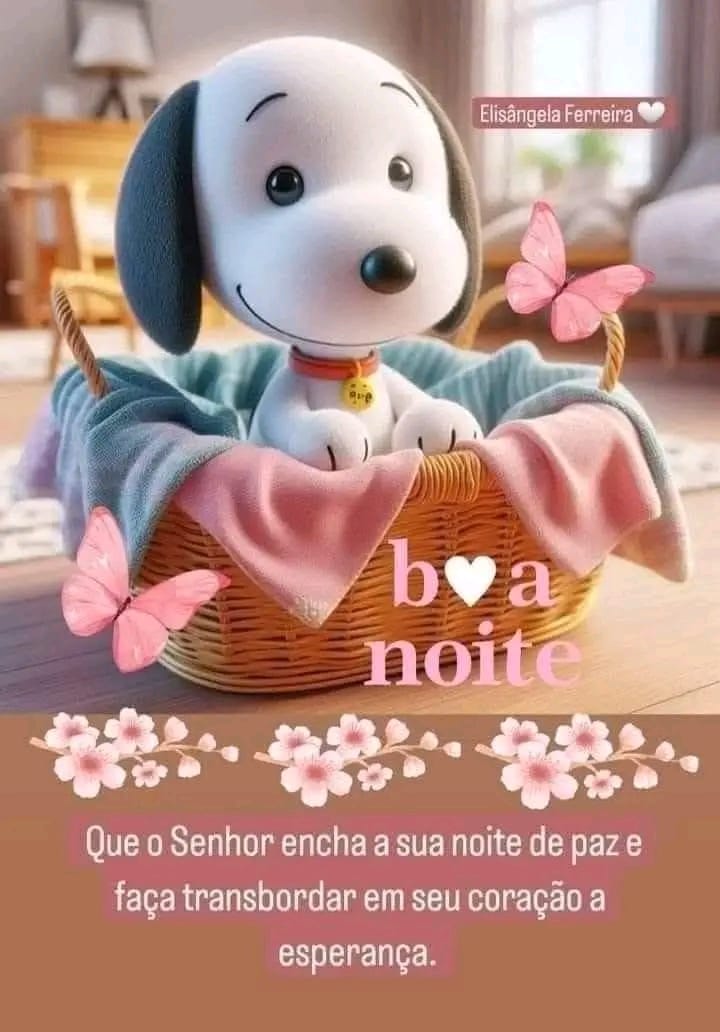 Elisângela Ferreira
b🤍a
noite
Que o Senhor encha a sua noite de paz e
faça transbordar em seu coração a
esperança.